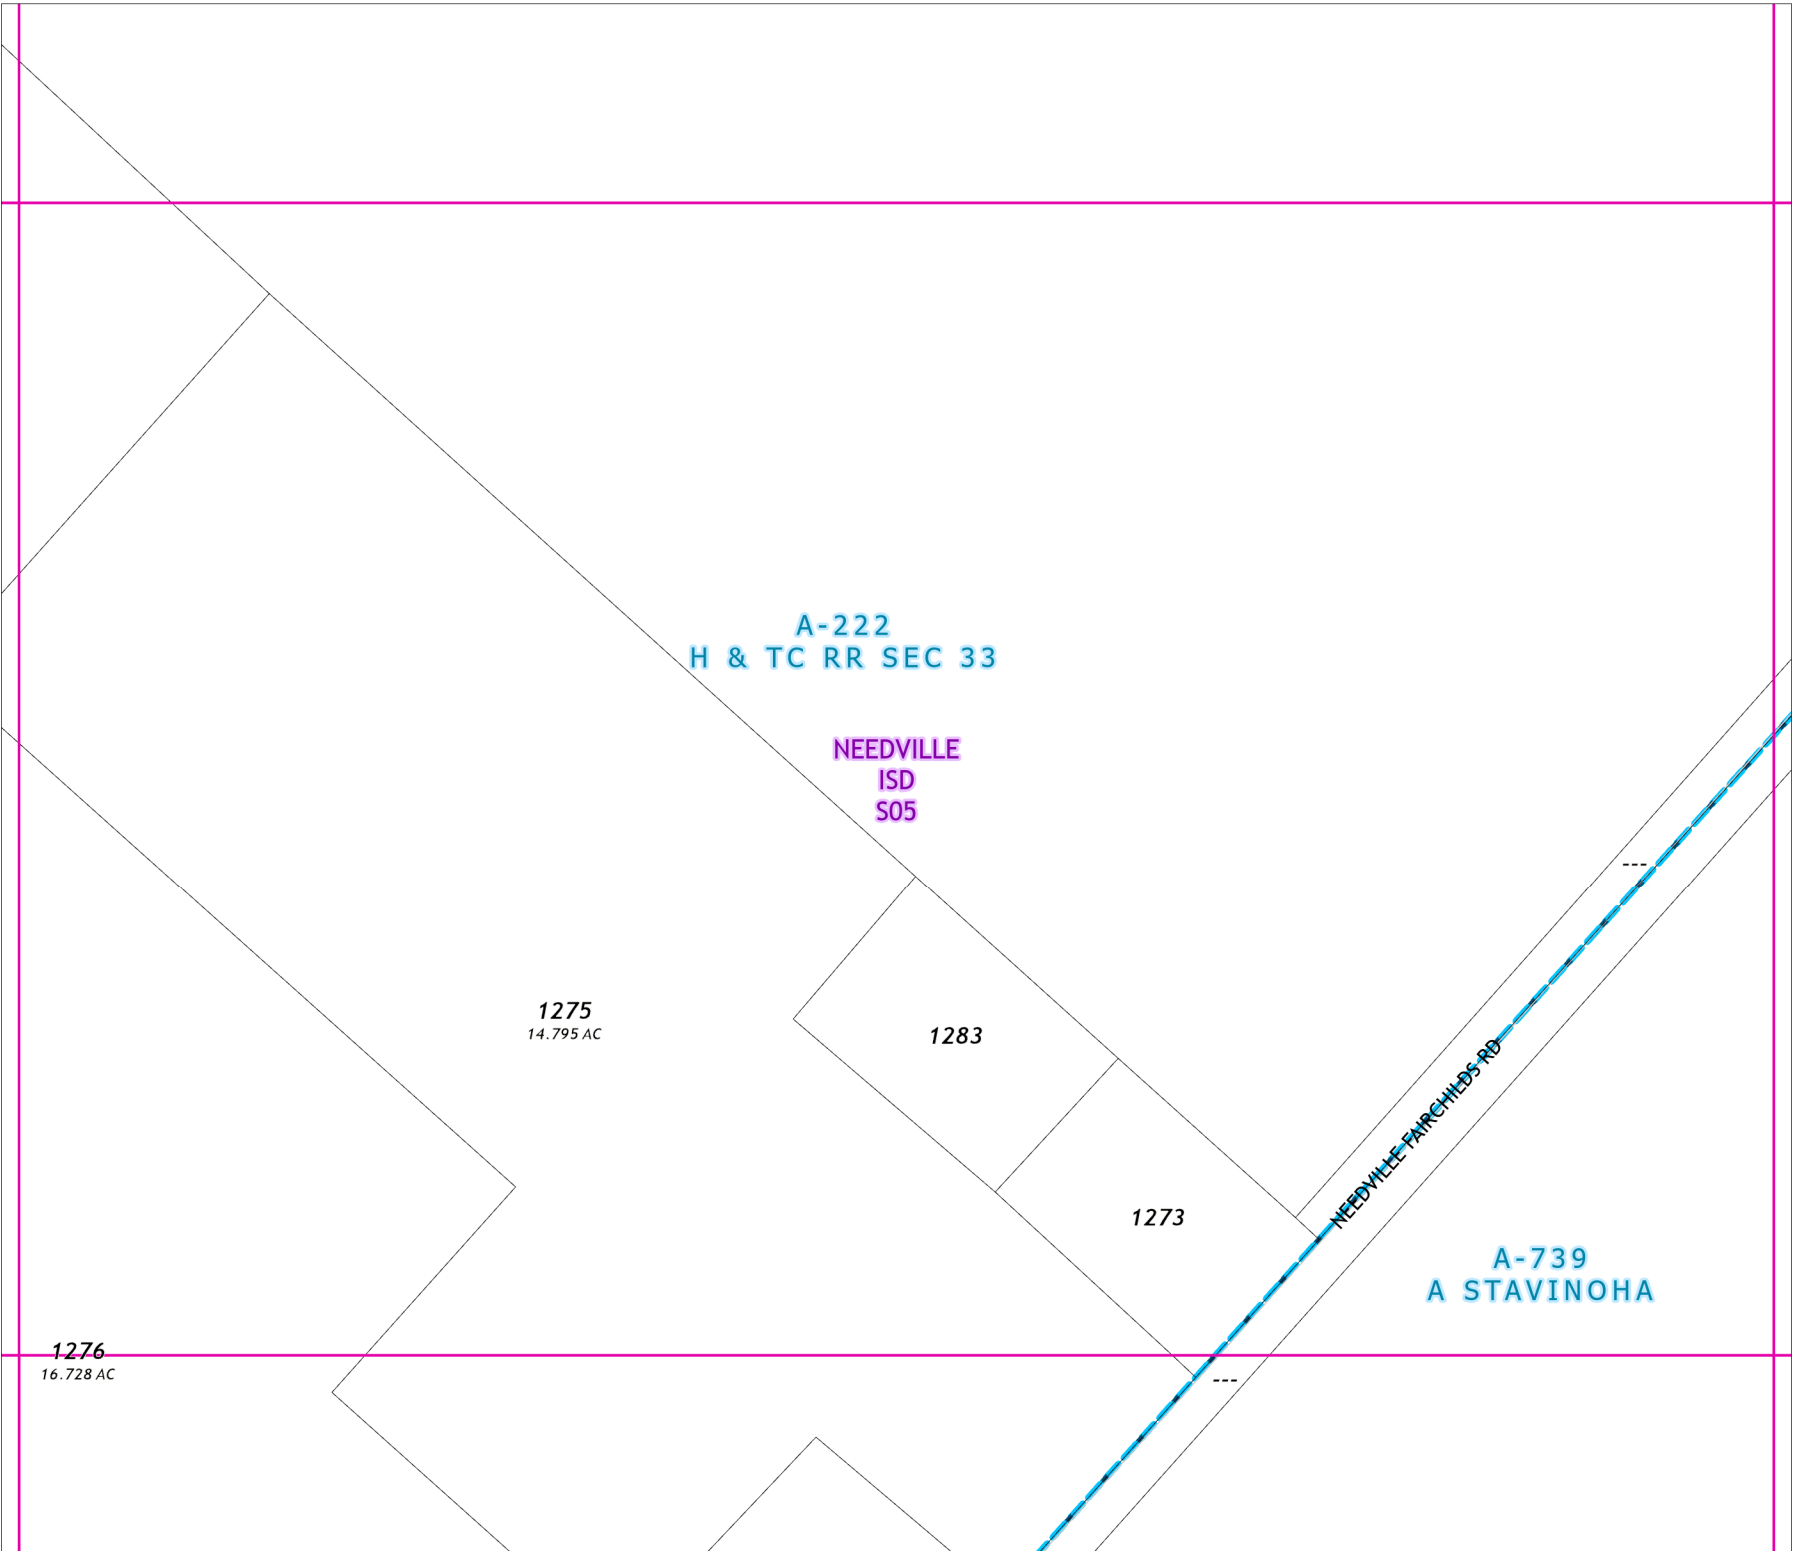 A-222
H & TC RR SEC 33
NEEDVILLE
ISD
S05
---
1275
14.795 AC
1283
NEEDVILLE FAIRCHILDS RD
1273
A-739
A STAVINOHA
1276
16.728 AC
---